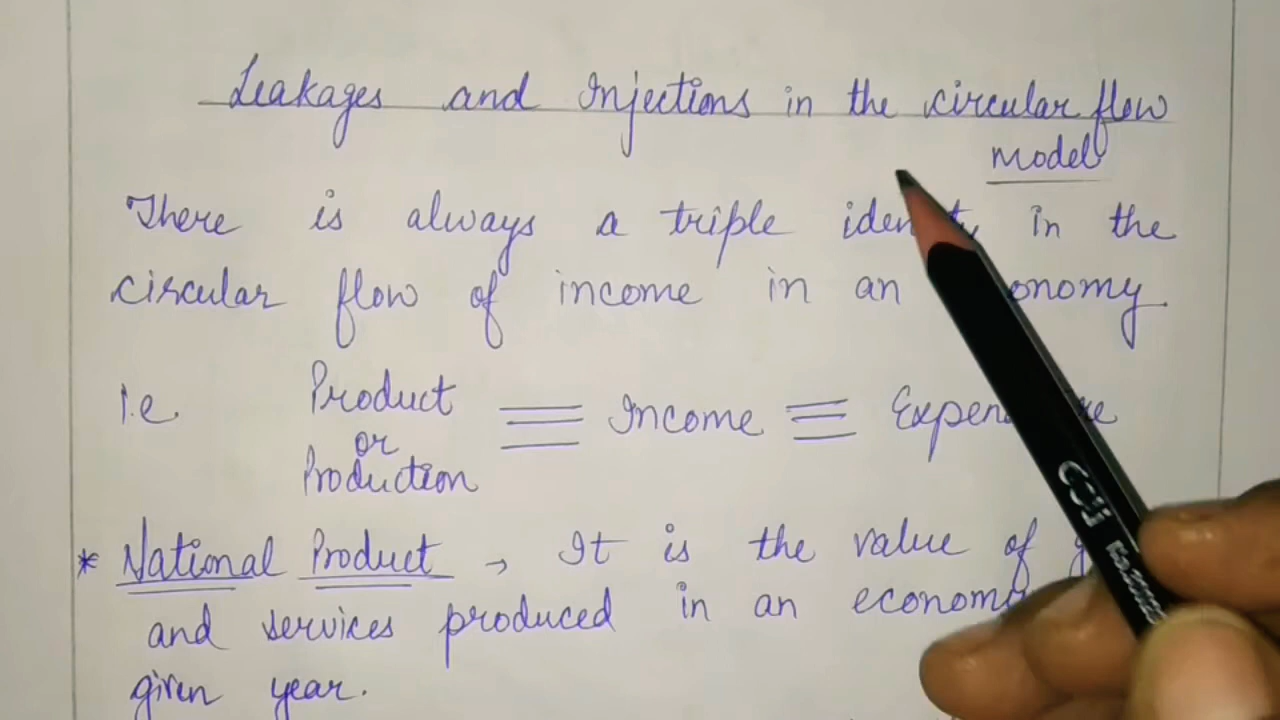 Leakages and Injections in the circular flow
model
There is always a triple in the
circular flow of income in an
i.e Product or Production ≡ Income ≡
* National Product → It is the value of
and services produced in an
given year.